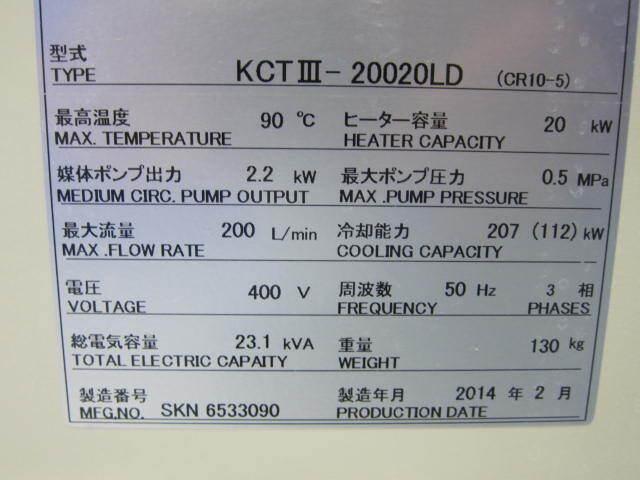 型式
TYPE KCTⅢ-20020LD (CR10-5)
最高温度 90 ℃ ヒーター容量 20 kW
MAX. TEMPERATURE HEATER CAPACITY
媒体ポンプ出力 2.2 kW 最大ポンプ圧力 0.5 MPa
MEDIUM CIRC. PUMP OUTPUT MAX .PUMP PRESSURE
最大流量 200 L/min 冷却能力 207 (112) kW
MAX .FLOW RATE COOLING CAPACITY
電圧 400 V 周波数 50 Hz 3 相
VOLTAGE FREQUENCY PHASES
総電気容量 23.1 kVA 重量 130 kg
TOTAL ELECTRIC CAPAITY WEIGHT
製造番号 SKN 6533090 製造年月 2014 年 2 月
MFG.NO. PRODUCTION DATE